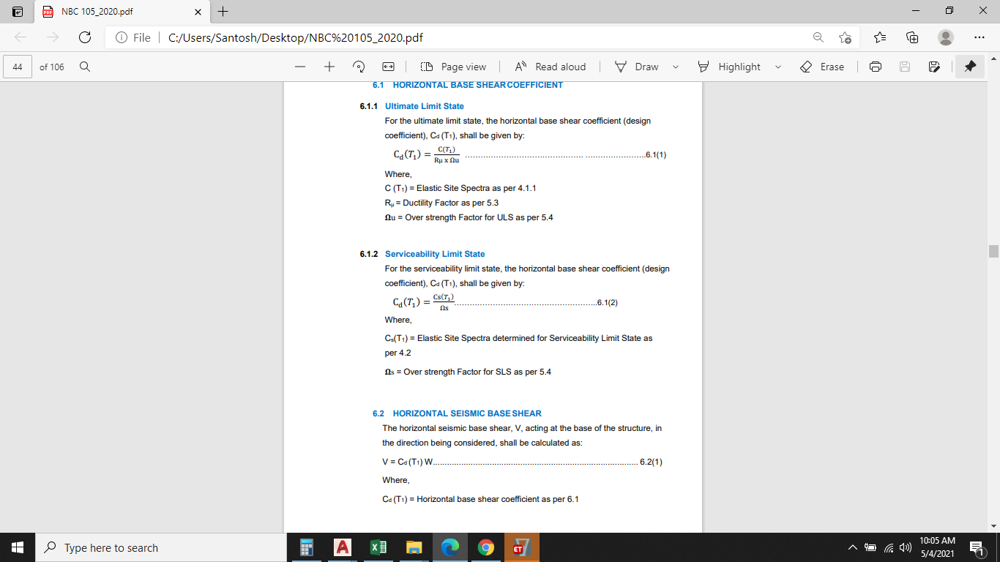 NBC 105_2020.pdf
File C:/Users/Santosh/Desktop/NBC%20105_2020.pdf
44 of 106 Page view Read aloud Draw Highlight Erase
6.1 HORIZONTAL BASE SHEAR COEFFICIENT
6.1.1 Ultimate Limit State
For the ultimate limit state, the horizontal base shear coefficient (design
coefficient), Cd (T1), shall be given by:
Cd(T1) = C(T1) / Rμ x Ωu ..................................................................6.1(1)
Where,
C (T1) = Elastic Site Spectra as per 4.1.1
Rμ = Ductility Factor as per 5.3
Ωu = Over strength Factor for ULS as per 5.4
6.1.2 Serviceability Limit State
For the serviceability limit state, the horizontal base shear coefficient (design
coefficient), Cd (T1), shall be given by:
Cd(T1) = Cs(T1) / Ωs ......................................................6.1(2)
Where,
Cs(T1) = Elastic Site Spectra determined for Serviceability Limit State as
per 4.2
Ωs = Over strength Factor for SLS as per 5.4
6.2 HORIZONTAL SEISMIC BASE SHEAR
The horizontal seismic base shear, V, acting at the base of the structure, in
the direction being considered, shall be calculated as:
V = Cd (T1) W...................................................................................... 6.2(1)
Where,
Cd (T1) = Horizontal base shear coefficient as per 6.1
Type here to search
10:05 AM
5/4/2021